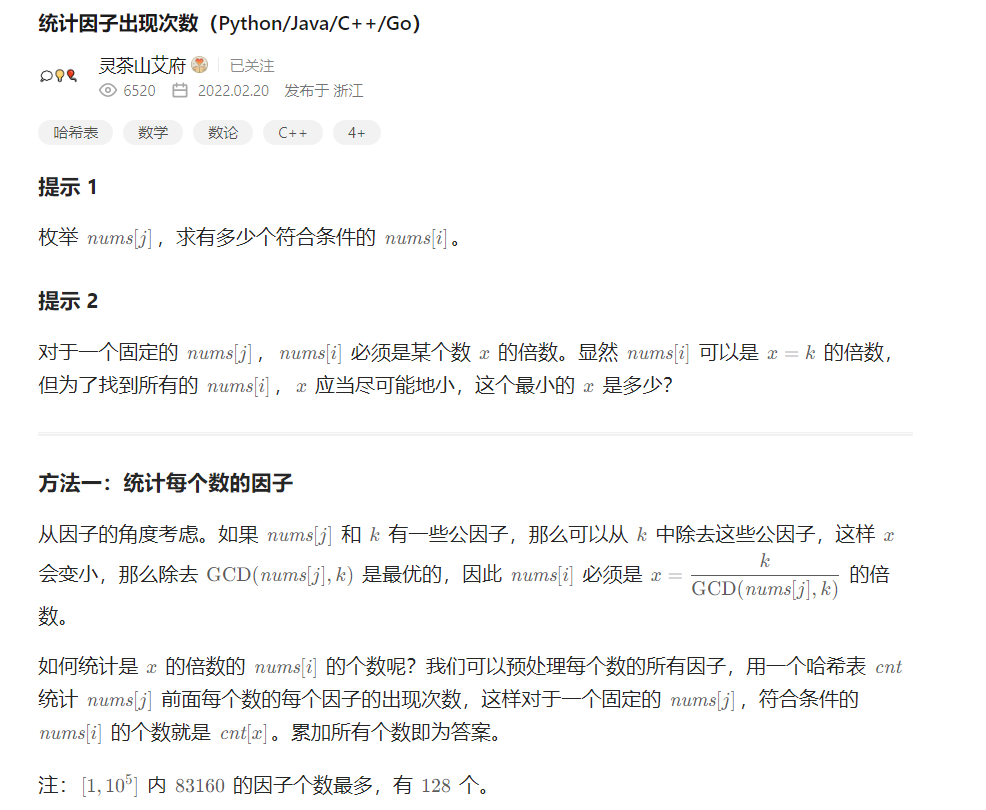 统计因子出现次数（Python/Java/C++/Go）
灵茶山艾府 已关注
6520 2022.02.20 发布于 浙江
哈希表 数学 数论 C++ 4+
提示 1
枚举 nums[j]，求有多少个符合条件的 nums[i]。
提示 2
对于一个固定的 nums[j]，nums[i] 必须是某个数 x 的倍数。显然 nums[i] 可以是 x = k 的倍数，
但为了找到所有的 nums[i]，x 应当尽可能地小，这个最小的 x 是多少？
方法一：统计每个数的因子
从因子的角度考虑。如果 nums[j] 和 k 有一些公因子，那么可以从 k 中除去这些公因子，这样 x
会变小，那么除去 GCD(nums[j], k) 是最优的，因此 nums[i] 必须是 x = k / GCD(nums[j], k) 的倍
数。
如何统计是 x 的倍数的 nums[i] 的个数呢？我们可以预处理每个数的所有因子，用一个哈希表 cnt
统计 nums[j] 前面每个数的每个因子的出现次数，这样对于一个固定的 nums[j]，符合条件的
nums[i] 的个数就是 cnt[x]。累加所有个数即为答案。
注：[1, 10⁵] 内 83160 的因子个数最多，有 128 个。